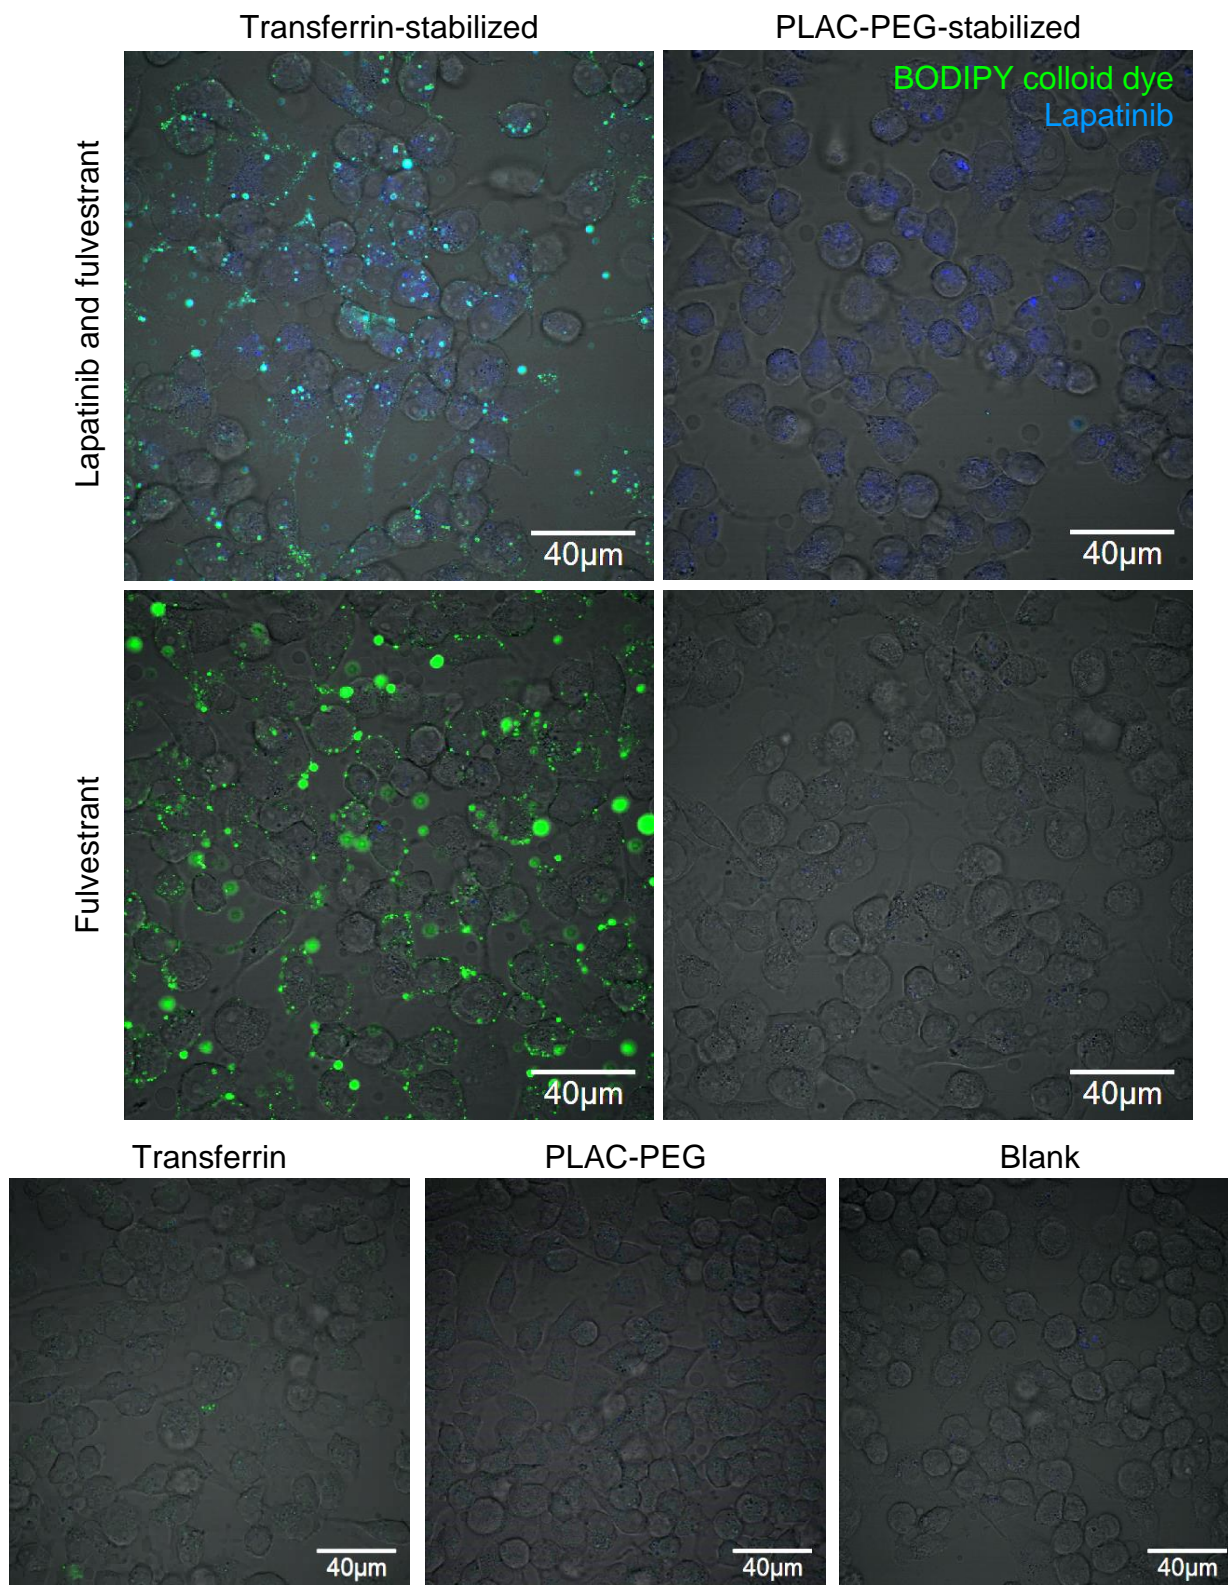 Transferrin-stabilized
PLAC-PEG-stabilized
BODIPY colloid dye
Lapatinib
Lapatinib and fulvestrant
40µm
40µm
Fulvestrant
40µm
40µm
Transferrin
PLAC-PEG
Blank
40µm
40µm
40µm